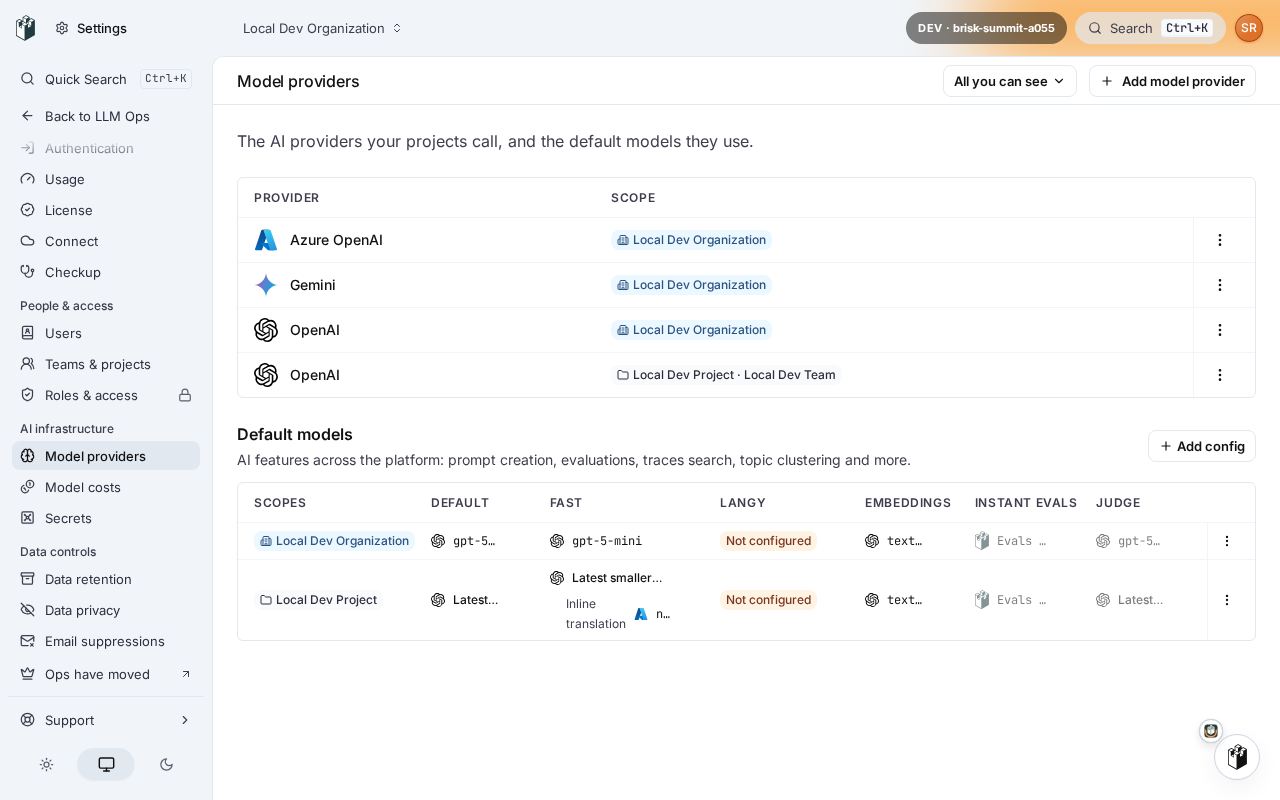 Settings
Local Dev Organization
DEV · brisk-summit-a055
Search Ctrl+K
SR
Quick Search Ctrl+K
Back to LLM Ops
Authentication
Usage
License
Connect
Checkup
People & access
Users
Teams & projects
Roles & access
AI infrastructure
Model providers
Model costs
Secrets
Data controls
Data retention
Data privacy
Email suppressions
Ops have moved
Support
Model providers
All you can see
Add model provider
The AI providers your projects call, and the default models they use.
PROVIDER SCOPE
Azure OpenAI Local Dev Organization
Gemini Local Dev Organization
OpenAI Local Dev Organization
OpenAI Local Dev Project · Local Dev Team
Default models
AI features across the platform: prompt creation, evaluations, traces search, topic clustering and more.
Add config
SCOPES DEFAULT FAST LANGY EMBEDDINGS INSTANT EVALS JUDGE
Local Dev Organization gpt-5… gpt-5-mini Not configured text… Evals … gpt-5…
Local Dev Project Latest… Latest smaller… Not configured text… Evals … Latest…
Inline translation n…